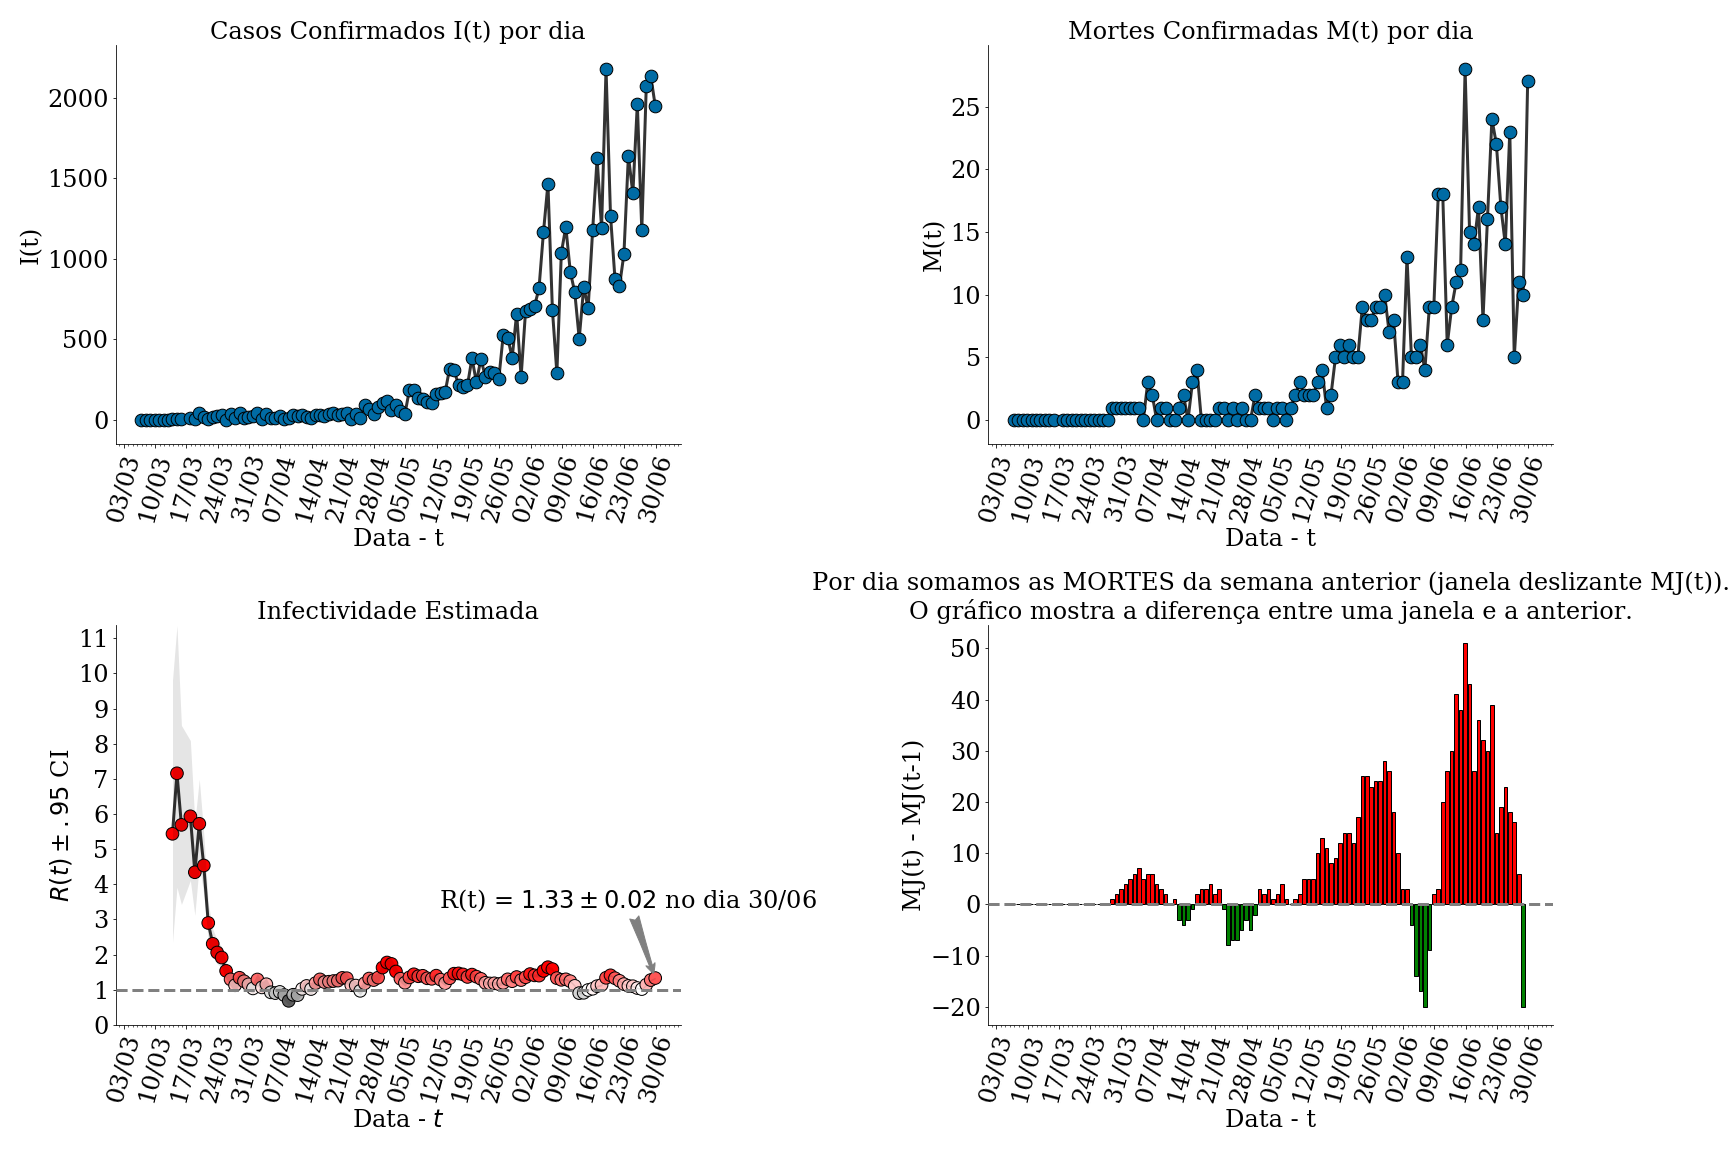 Casos Confirmados I(t) por dia
I(t)
2000
1500
1000
500
0
03/03 10/03 17/03 24/03 31/03 07/04 14/04 21/04 28/04 05/05 12/05 19/05 26/05 02/06 09/06 16/06 23/06 30/06
Data - t
Mortes Confirmadas M(t) por dia
M(t)
25
20
15
10
5
0
03/03 10/03 17/03 24/03 31/03 07/04 14/04 21/04 28/04 05/05 12/05 19/05 26/05 02/06 09/06 16/06 23/06 30/06
Data - t
Infectividade Estimada
R(t) ± .95 CI
11
10
9
8
7
6
5
4
3
2
1
0
R(t) = 1.33 ± 0.02 no dia 30/06
03/03 10/03 17/03 24/03 31/03 07/04 14/04 21/04 28/04 05/05 12/05 19/05 26/05 02/06 09/06 16/06 23/06 30/06
Data - t
Por dia somamos as MORTES da semana anterior (janela deslizante MJ(t)).
O gráfico mostra a diferença entre uma janela e a anterior.
MJ(t) - MJ(t-1)
50
40
30
20
10
0
−10
−20
03/03 10/03 17/03 24/03 31/03 07/04 14/04 21/04 28/04 05/05 12/05 19/05 26/05 02/06 09/06 16/06 23/06 30/06
Data - t